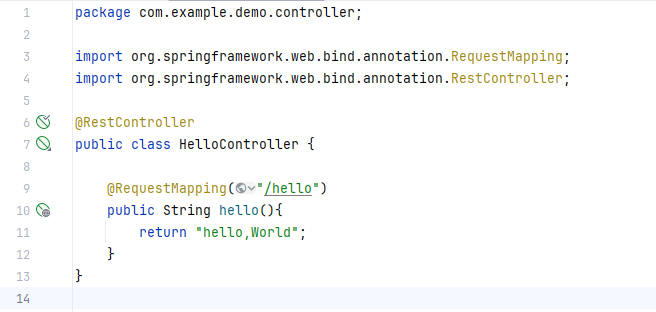 1 package com.example.demo.controller;
2
3 import org.springframework.web.bind.annotation.RequestMapping;
4 import org.springframework.web.bind.annotation.RestController;
5
6 @RestController
7 public class HelloController {
8
9     @RequestMapping("/hello")
10     public String hello(){
11         return "hello,World";
12     }
13 }
14